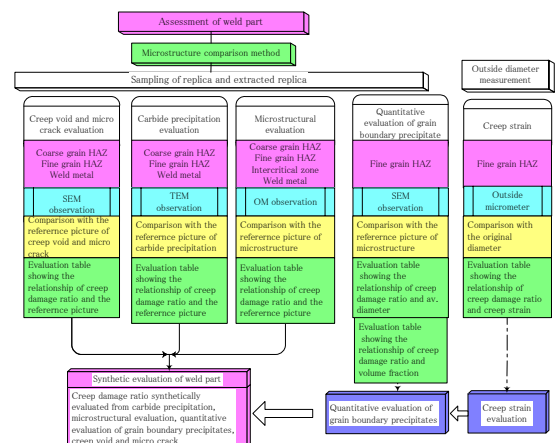 Assessment of weld part
Microstructure comparison method
Sampling of replica and extracted replica
Outside diameter
measurement
Creep void and micro
crack evaluation
Coarse grain HAZ
Fine grain HAZ
Weld metal
SEM
observation
Comparison with the
referernce picture of
creep void and micro
crack
Evaluation table
showing the
relationship of creep
damage ratio and the
referernce picture
Carbide precipitation
evaluation
Coarse grain HAZ
Fine grain HAZ
Weld metal
TEM
observation
Comparison with the
referernce picture of
carbide precipitation
Evaluation table
showing the
relationship of creep
damage ratio and the
referernce picture
Microstructural
evaluation
Coarse grain HAZ
Fine grain HAZ
Intercritical zone
Weld metal
OM observation
Comparison with the
referernce picture of
microstructure
Evaluation table
showing the
relationship of creep
damage ratio and the
referernce picture
Quantitative
evaluation of grain
boundary precipitate
Fine grain HAZ
SEM
observation
Comparison with the
referernce picture of
microstructure
Evaluation table
showing the
relationship of creep
damage ratio and av.
diameter
Evaluation table
showing the
relationship of creep
damage ratio and
volume fraction
Creep strain
Fine grain HAZ
Outside
micrometer
Comparison with
the original
diameter
Evaluation table
showing the
relationship of
creep damage ratio
and creep strain
Synthetic evaluation of weld part
Creep damage ratio synthetically
evaluated from carbide precipitation,
microstructural evaluation, quantitative
evaluation of grain boundary precipitates,
creep void and micro crack
Quantitative evaluation of
grain boundary precipitates
Creep strain
evaluation